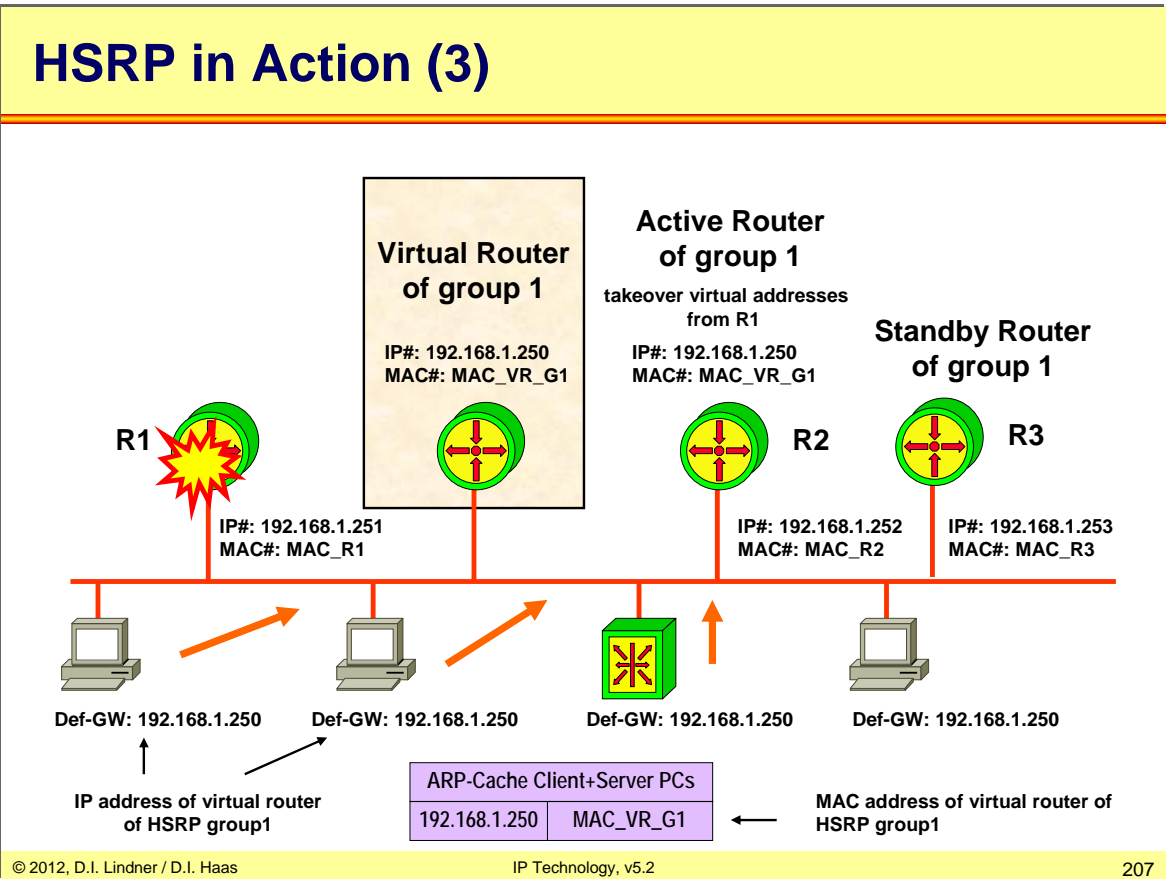 HSRP in Action (3)
Virtual Router
of group 1
IP#: 192.168.1.250
MAC#: MAC_VR_G1
Active Router
of group 1
takeover virtual addresses
from R1
IP#: 192.168.1.250
MAC#: MAC_VR_G1
Standby Router
of group 1
R1
R2
R3
IP#: 192.168.1.251
MAC#: MAC_R1
IP#: 192.168.1.252
MAC#: MAC_R2
IP#: 192.168.1.253
MAC#: MAC_R3
Def-GW: 192.168.1.250
Def-GW: 192.168.1.250
Def-GW: 192.168.1.250
Def-GW: 192.168.1.250
IP address of virtual router
of HSRP group1
ARP-Cache Client+Server PCs
192.168.1.250 MAC_VR_G1
MAC address of virtual router of
HSRP group1
© 2012, D.I. Lindner / D.I. Haas
IP Technology, v5.2
207